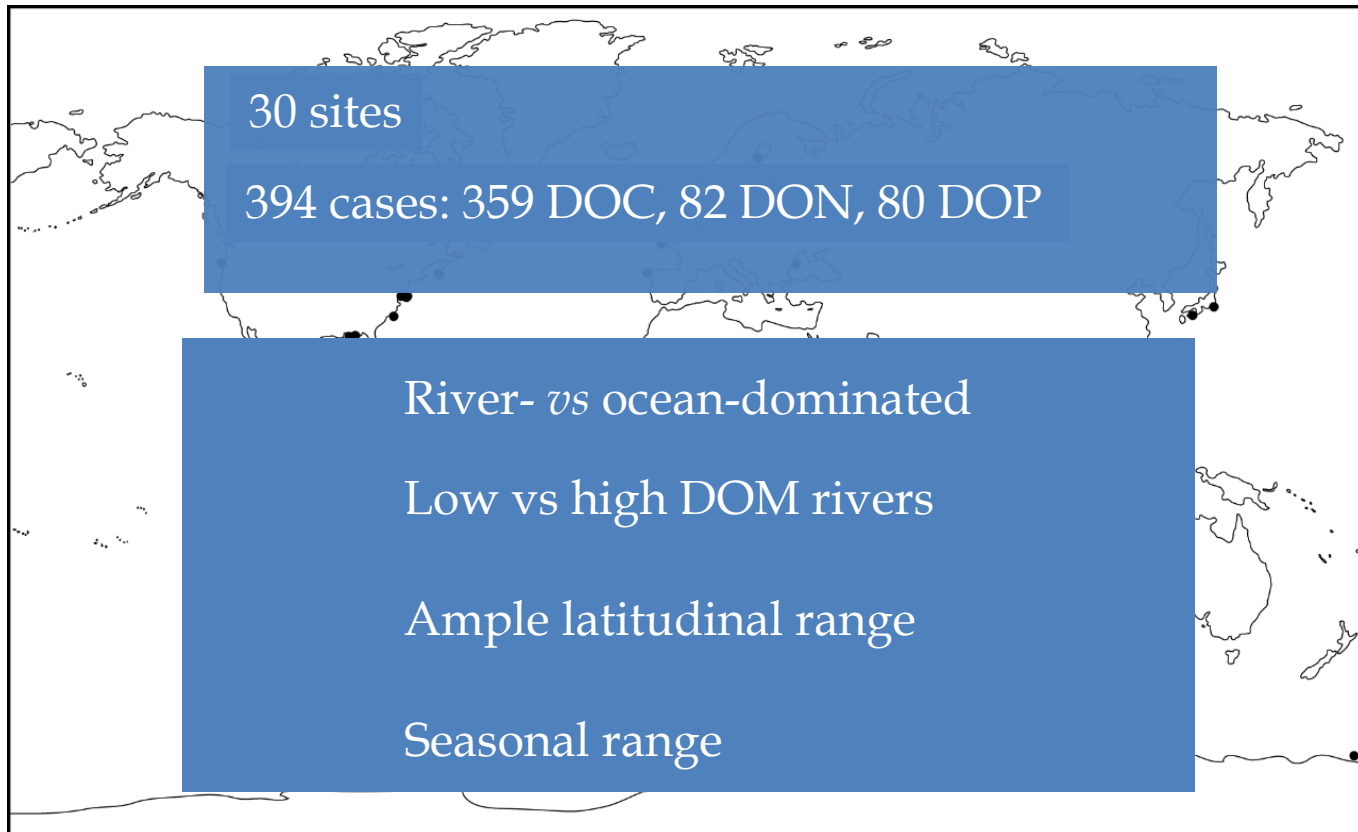 30 sites
394 cases: 359 DOC, 82 DON, 80 DOP
River- vs ocean-dominated
Low vs high DOM rivers
Ample latitudinal range
Seasonal range